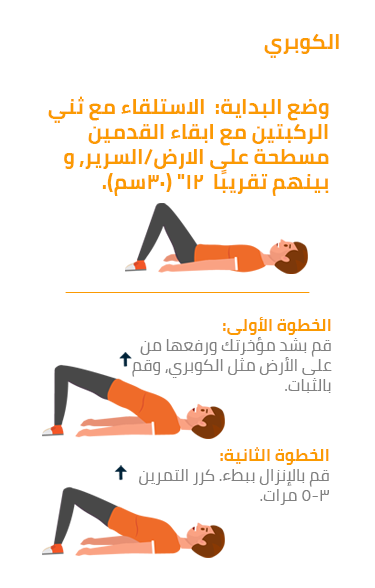 الكوبري
وضع البداية: الاستلقاء مع ثني
الركبتين مع ابقاء القدمين
مسطحة على الارض/السرير, و
بينهم تقريبًا ١٢" (٣٠سم).
الخطوة الأولى:
قم بشد مؤخرتك ورفعها من
على الأرض مثل الكوبري, وقم
بالثبات.
الخطوة الثانية:
قم بالإنزال ببطء. كرر التمرين
٣-٥ مرات.